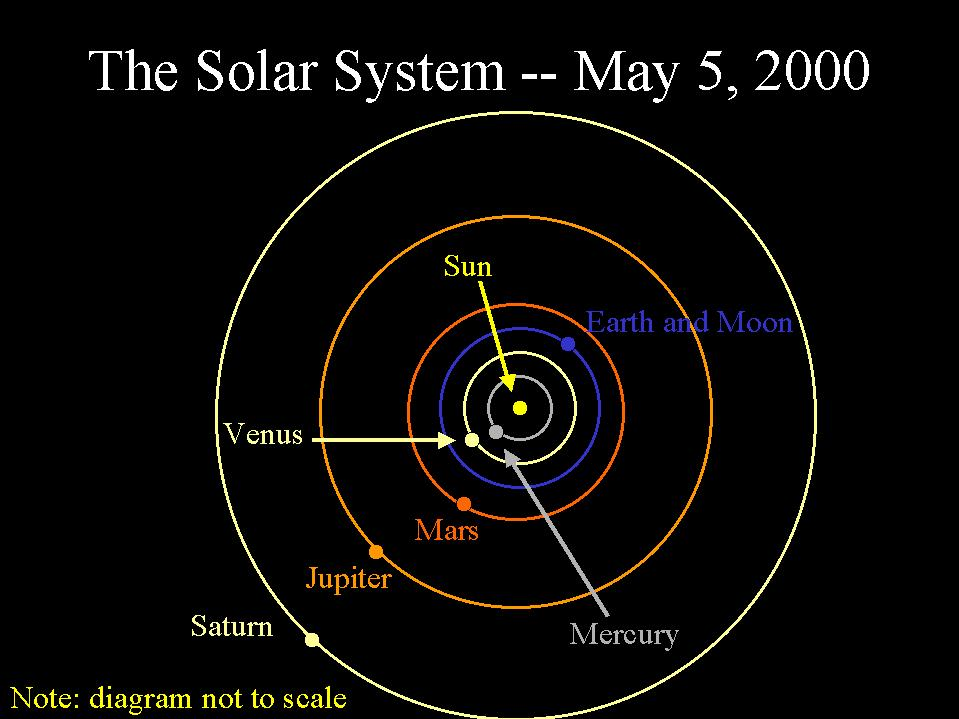 The Solar System -- May 5, 2000
Sun
Earth and Moon
Venus
Mars
Jupiter
Saturn
Mercury
Note: diagram not to scale